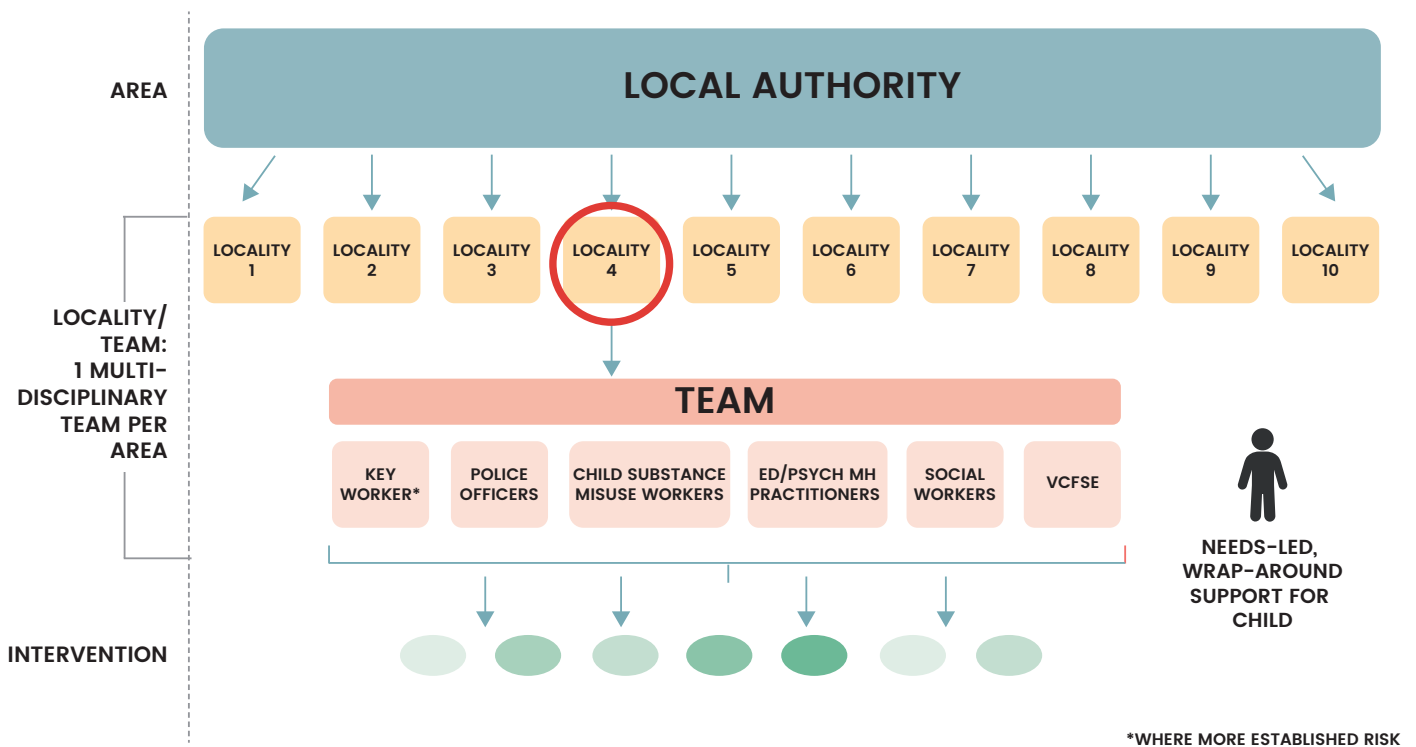 AREA
LOCAL AUTHORITY
LOCALITY
1
LOCALITY
2
LOCALITY
3
LOCALITY
4
LOCALITY
5
LOCALITY
6
LOCALITY
7
LOCALITY
8
LOCALITY
9
LOCALITY
10
LOCALITY/
TEAM:
1 MULTI-
DISCIPLINARY
TEAM PER
AREA
TEAM
KEY
WORKER*
POLICE
OFFICERS
CHILD SUBSTANCE
MISUSE WORKERS
ED/PSYCH MH
PRACTITIONERS
SOCIAL
WORKERS
VCFSE
NEEDS-LED,
WRAP-AROUND
SUPPORT FOR
CHILD
INTERVENTION
*WHERE MORE ESTABLISHED RISK